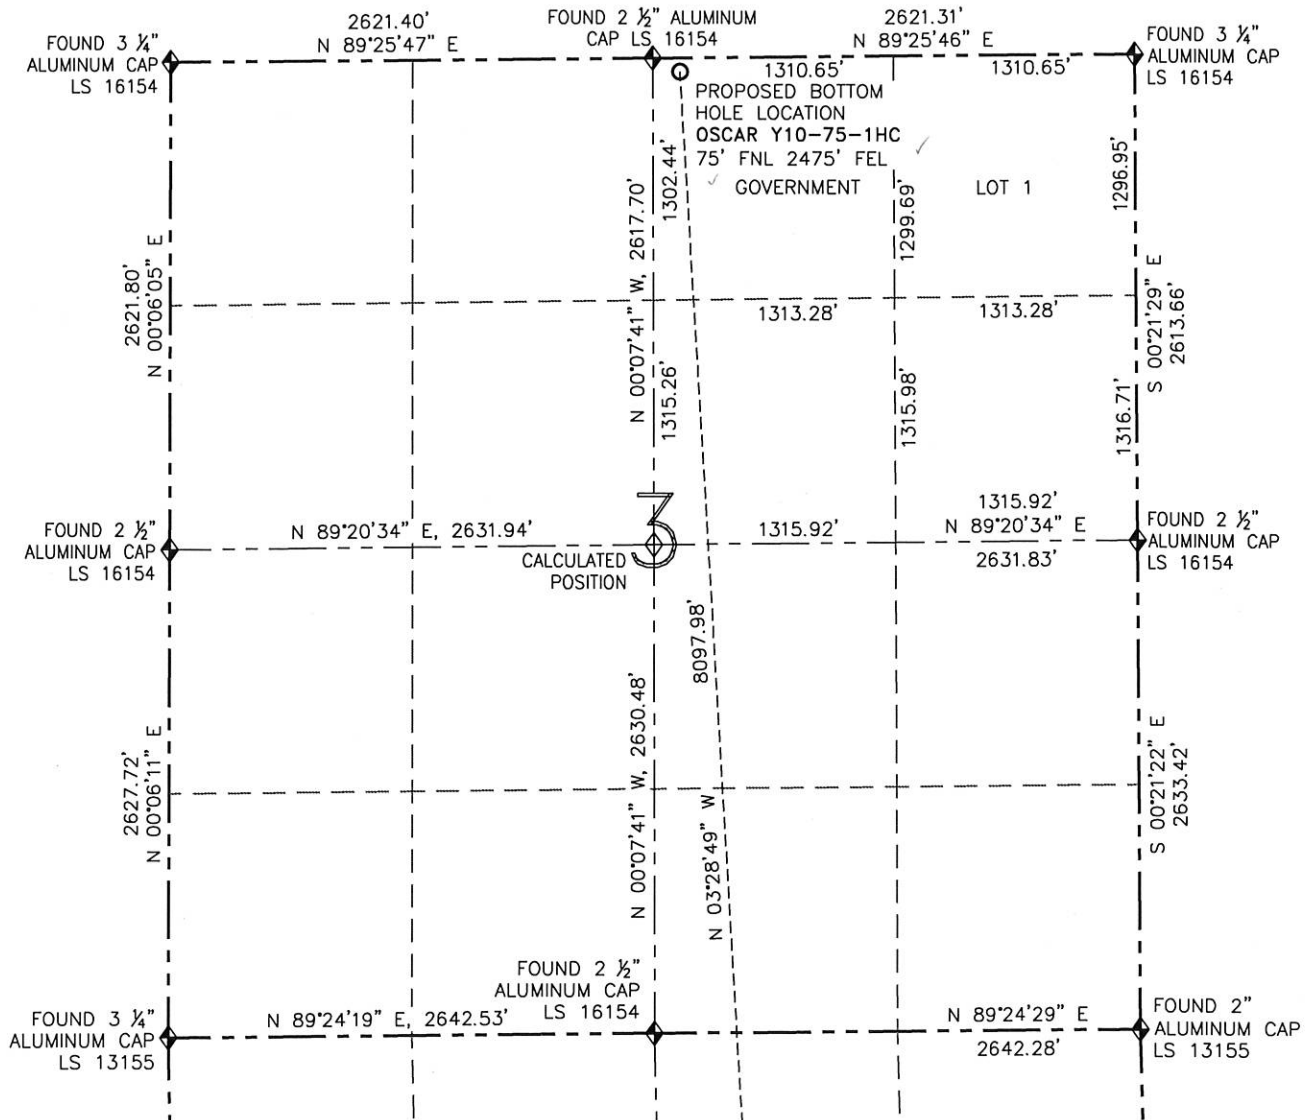 2621.40'
N 89°25'47" E
FOUND 2 ½" ALUMINUM
CAP LS 16154
2621.31'
N 89°25'46" E
FOUND 3 ¼"
ALUMINUM CAP
LS 16154
FOUND 3 ¼"
ALUMINUM CAP
LS 16154
1310.65'
1310.65'
PROPOSED BOTTOM
HOLE LOCATION
OSCAR Y10-75-1HC
75' FNL 2475' FEL
GOVERNMENT
LOT 1
2621.80'
N 00°06'05" E
N 00°07'41" W, 2617.70'
1302.44'
1299.69'
1296.95'
S 00°21'29" E
2613.66'
1313.28'
1313.28'
1315.26'
1315.98'
1316.71'
FOUND 2 ½"
ALUMINUM CAP
LS 16154
N 89°20'34" E, 2631.94'
3
CALCULATED
POSITION
1315.92'
1315.92'
N 89°20'34" E
2631.83'
FOUND 2 ½"
ALUMINUM CAP
LS 16154
8097.98'
2627.72'
N 00°06'11" E
N 00°07'41" W, 2630.48'
N 03°28'49" W
S 00°21'22" E
2633.42'
FOUND 3 ¼"
ALUMINUM CAP
LS 13155
N 89°24'19" E, 2642.53'
FOUND 2 ½"
ALUMINUM CAP
LS 16154
N 89°24'29" E
2642.28'
FOUND 2"
ALUMINUM CAP
LS 13155